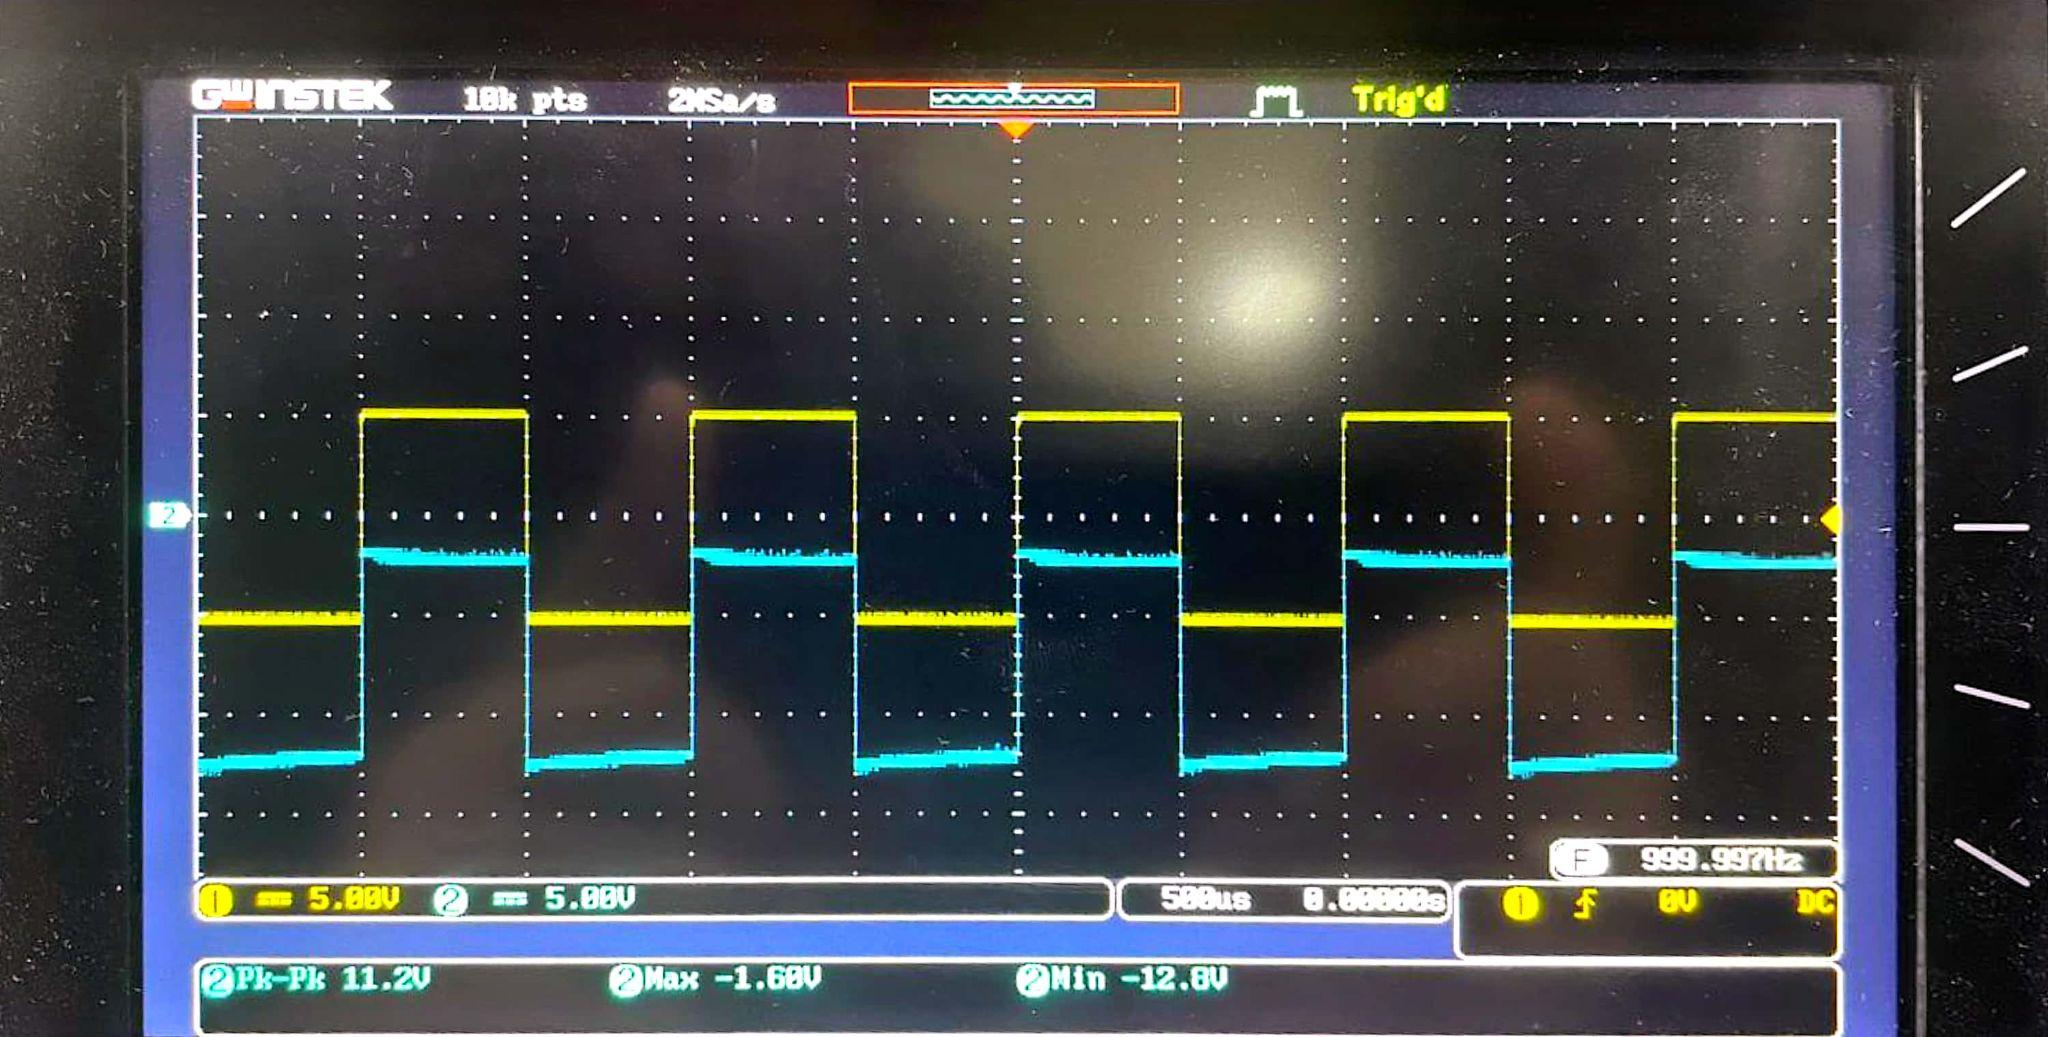 GWINSTEK 10k pts 2MSa/s Trig'd
2
F 999.997Hz
1 5.00V 2 5.00V 500us 0.00000s 1 0V DC
2 Pk-Pk 11.2V 2 Max -1.60V 2 Min -12.8V